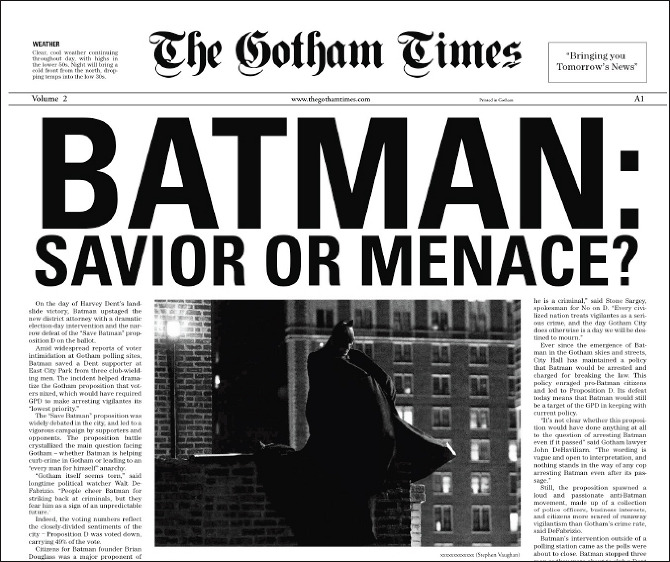 WEATHER
Clear, cool weather continuing
throughout day, with highs in
the lower 50s. Night will bring a
cold front from the north, drop-
ping temps into the low 30s.
The Gotham Times
"Bringing you
Tomorrow's News"
Volume 2
www.thegothamtimes.com
Printed in Gotham
A1
BATMAN:
SAVIOR OR MENACE?
On the day of Harvey Dent's land-
slide victory, Batman upstaged the
new district attorney with a dramatic
election-day intervention and the nar-
row defeat of the "Save Batman" prop-
osition D on the ballot.
Amid widespread reports of voter
intimidation at Gotham polling sites,
Batman saved a Dent supporter at
East City Park from three club-wield-
ing men. The incident helped drama-
tize the Gotham proposition that vot-
ers nixed, which would have required
GPD to make arresting vigilantes its
"lowest priority."
The "Save Batman" proposition was
widely debated in the city, and led to a
vigorous campaign by supporters and
opponents. The proposition battle
crystallized the main question facing
Gotham – whether Batman is helping
curb crime in Gotham or leading to an
"every man for himself" anarchy.
"Gotham itself seems torn," said
longtime political watcher Walt De-
Fabrizio. "People cheer Batman for
striking back at criminals, but they
fear him as a sign of an unpredictable
future."
Indeed, the voting numbers reflect
the closely-divided sentiments of the
city – Proposition D was voted down,
carrying 49% of the vote.
Citizens for Batman founder Brian
Douglass was a major proponent of
xxxxxxxxxxxx (Stephen Vaughan)
he is a criminal," said Stone Sargey,
spokesman for No on D. "Every civi-
lized nation treats vigilantes as a seri-
ous crime, and the day Gotham City
does otherwise is a day we will be des-
tined to mourn."
Ever since the emergence of Bat-
man in the Gotham skies and streets,
City Hall has maintained a policy
that Batman would be arrested and
charged for breaking the law. This
policy enraged pro-Batman citizens
and led to Proposition D. Its defeat
today means that Batman would still
be a target of the GPD in keeping with
current policy.
"It's not clear whether this proposi-
tion would have done anything at all
to the question of arresting Batman
even if it passed" said Gotham lawyer
John DeHavilharn. "The wording is
vague and open to interpretation, and
nothing stands in the way of any cop
arresting Batman even after its pas-
sage."
Still, the proposition spawned a
loud and passionate anti-Batman
movement, made up of a collection
of police officers, business interests,
and citizens more scared of runaway
vigilantism than Gotham's crime rate,
said DeFabrizio.
Batman's intervention outside of a
polling station came as the polls were
about to close. Batman stopped three